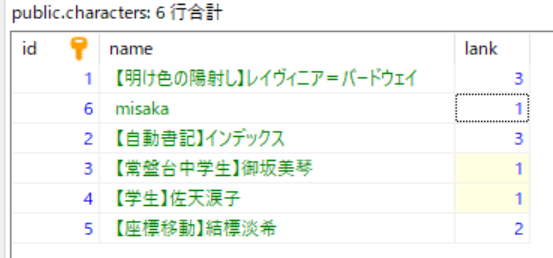 public.characters: 6 行合計
id name lank
1 【明け色の陽射し】レイヴィニア＝バードウェイ 3
6 misaka 1
2 【自動書記】インデックス 3
3 【常盤台中学生】御坂美琴 1
4 【学生】佐天涙子 1
5 【座標移動】結標淡希 2